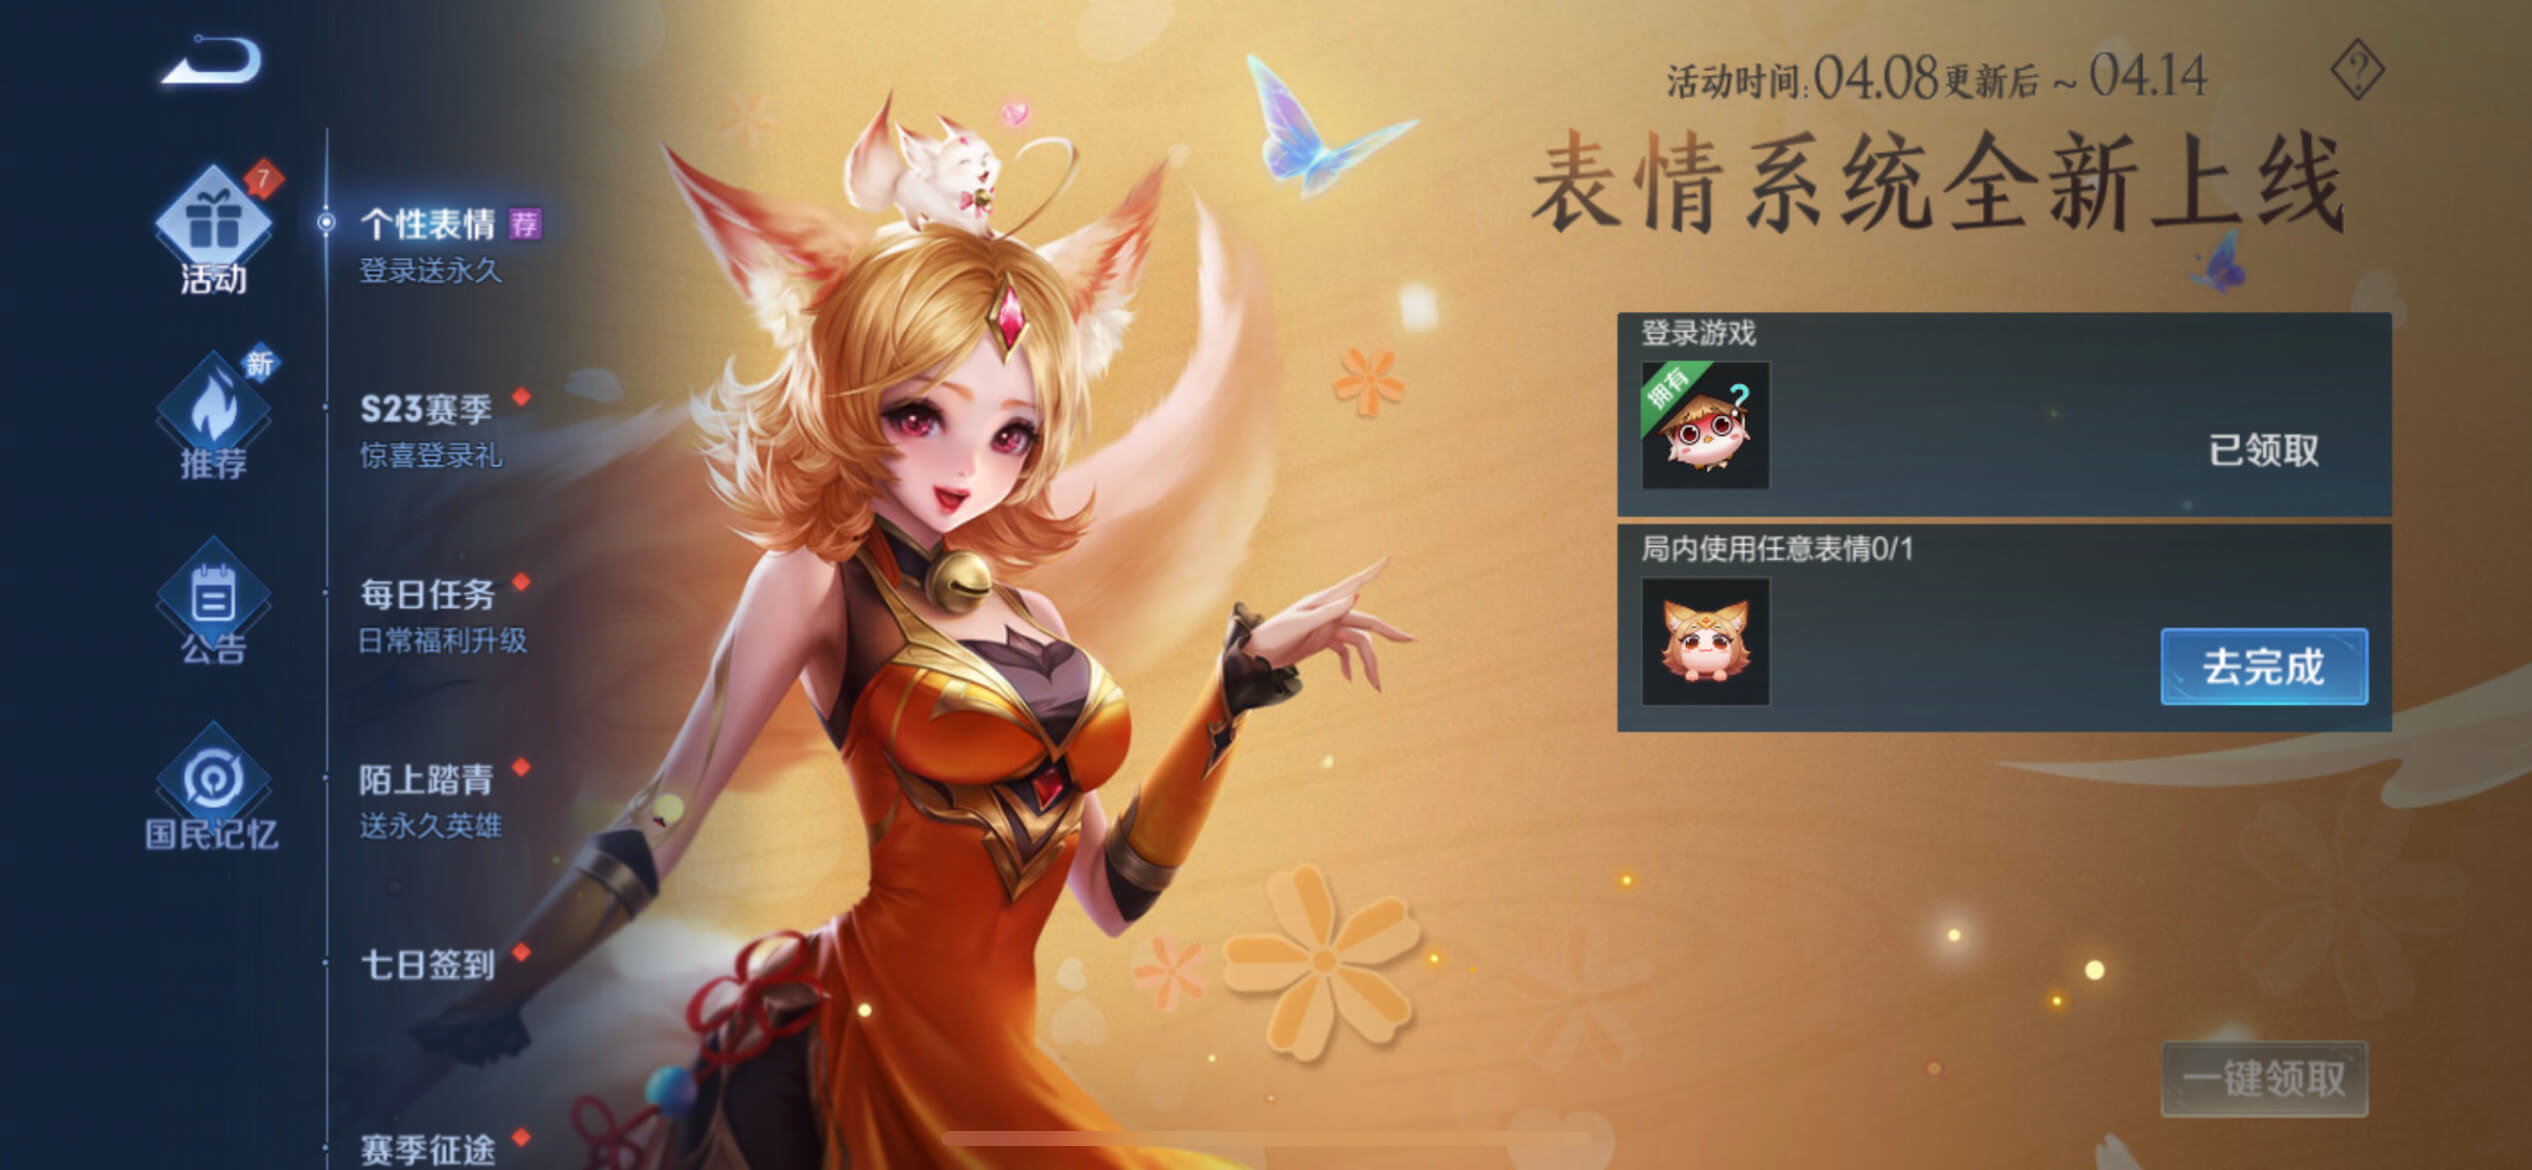 活动时间:04.08更新后~04.14
?
表情系统全新上线
7
活动
新
推荐
公告
国民记忆
个性表情 荐
登录送永久
S23赛季
惊喜登录礼
每日任务
日常福利升级
陌上踏青
送永久英雄
七日签到
赛季征途
登录游戏
拥有
?
已领取
局内使用任意表情0/1
去完成
一键领取